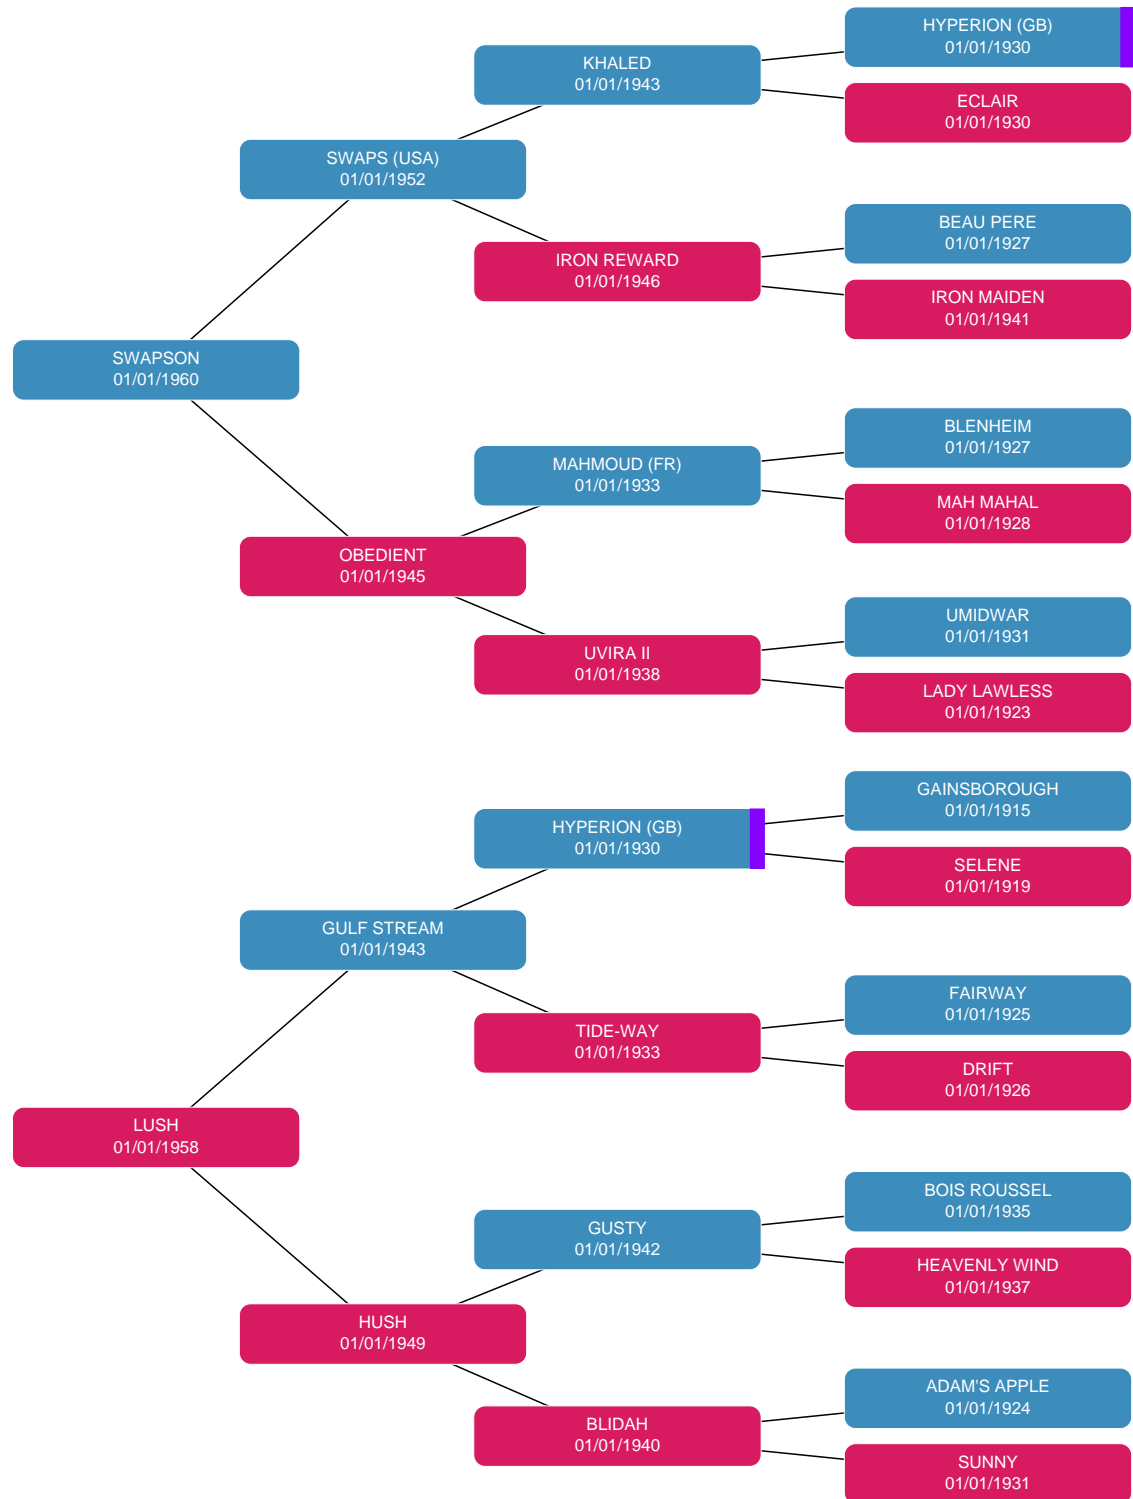 HYPERION (GB)
01/01/1930
KHALED
01/01/1943
ECLAIR
01/01/1930
SWAPS (USA)
01/01/1952
BEAU PERE
01/01/1927
IRON REWARD
01/01/1946
IRON MAIDEN
01/01/1941
SWAPSON
01/01/1960
BLENHEIM
01/01/1927
MAHMOUD (FR)
01/01/1933
MAH MAHAL
01/01/1928
OBEDIENT
01/01/1945
UMIDWAR
01/01/1931
UVIRA II
01/01/1938
LADY LAWLESS
01/01/1923
GAINSBOROUGH
01/01/1915
HYPERION (GB)
01/01/1930
SELENE
01/01/1919
GULF STREAM
01/01/1943
FAIRWAY
01/01/1925
TIDE-WAY
01/01/1933
DRIFT
01/01/1926
LUSH
01/01/1958
BOIS ROUSSEL
01/01/1935
GUSTY
01/01/1942
HEAVENLY WIND
01/01/1937
HUSH
01/01/1949
ADAM'S APPLE
01/01/1924
BLIDAH
01/01/1940
SUNNY
01/01/1931